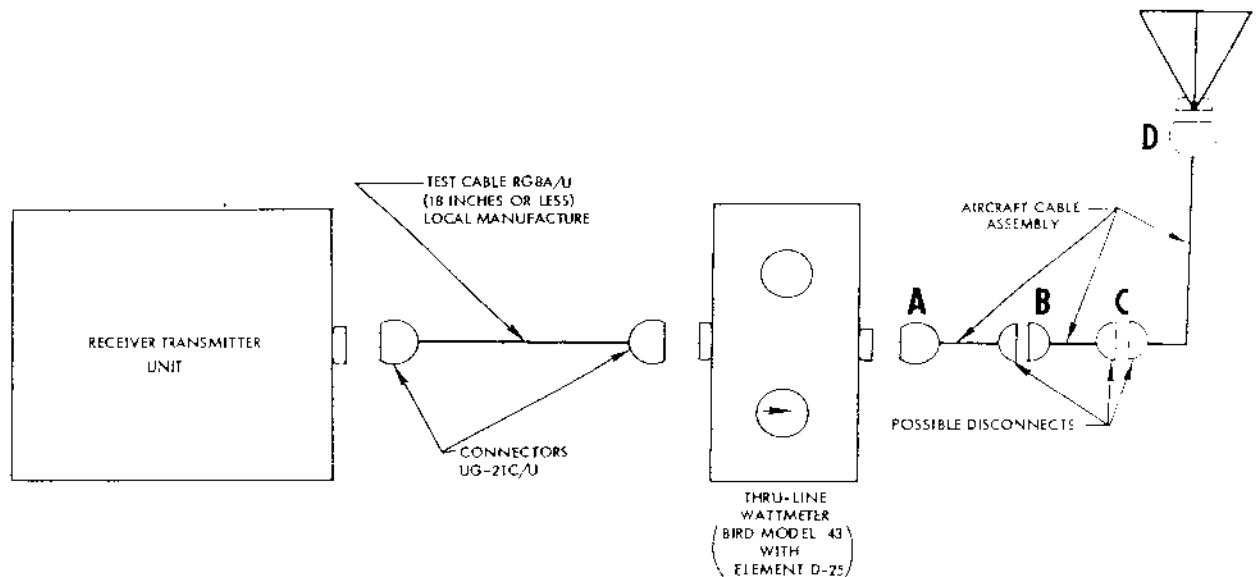 D
TEST CABLE RG8A/U
(18 INCHES OR LESS)
LOCAL MANUFACTURE
AIRCRAFT CABLE
ASSEMBLY
A
B
C
RECEIVER TRANSMITTER
UNIT
POSSIBLE DISCONNECTS
CONNECTORS
UG-21C/U
THRU-LINE
WATTMETER
(BIRD MODEL 43
WITH
ELEMENT D-25)